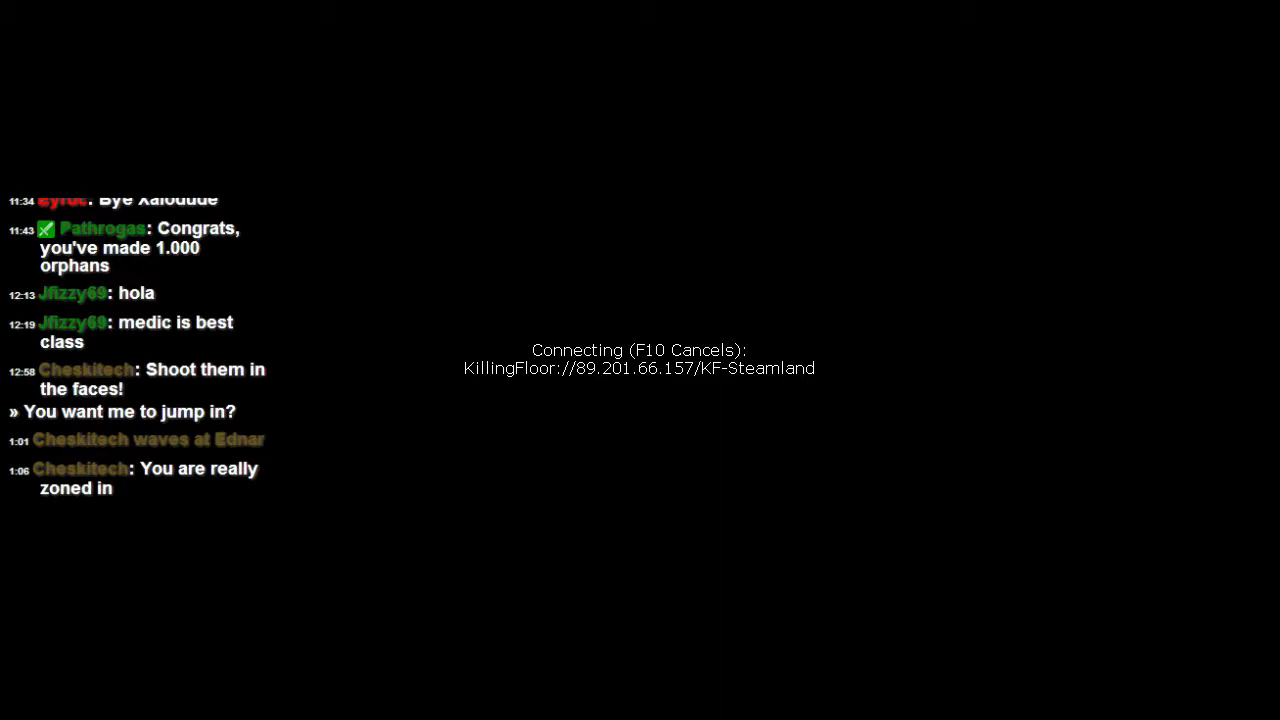 11:34 Eyruc: Bye Xaloudude
11:43 Pathrogas: Congrats,
you've made 1.000
orphans
12:13 Jfizzy69: hola
12:19 Jfizzy69: medic is best
class
12:58 Cheskitech: Shoot them in
the faces!
» You want me to jump in?
1:01 Cheskitech waves at Ednar
1:06 Cheskitech: You are really
zoned in
Connecting (F10 Cancels):
KillingFloor://89.201.66.157/KF-Steamland